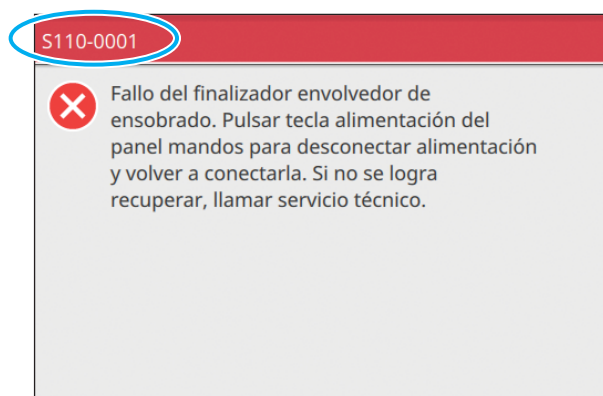 S110-0001
Fallo del finalizador envolvedor de
ensobrado. Pulsar tecla alimentación del
panel mandos para desconectar alimentación
y volver a conectarla. Si no se logra
recuperar, llamar servicio técnico.